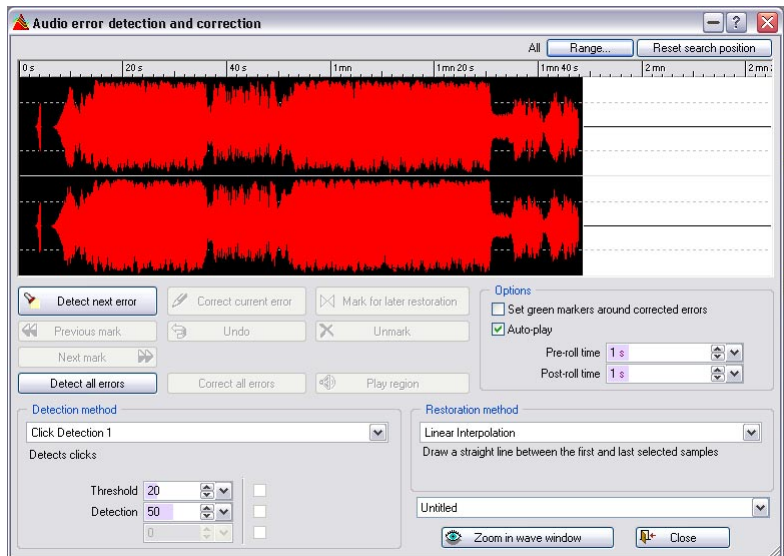 Audio error detection and correction
All Range... Reset search position
0 s 20 s 40 s 1mn 1mn 20 s 1mn 40 s 2 mn 2 mn
Detect next error Correct current error Mark for later restoration
Previous mark Undo Unmark
Next mark
Detect all errors Correct all errors Play region
Options
Set green markers around corrected errors
Auto-play
Pre-roll time 1 s
Post-roll time 1 s
Detection method
Click Detection 1
Detects clicks
Threshold 20
Detection 50
0
Restoration method
Linear Interpolation
Draw a straight line between the first and last selected samples
Untitled
Zoom in wave window Close